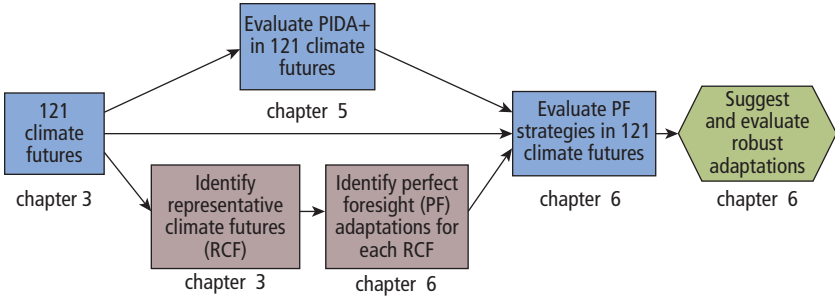 Evaluate PIDA+
in 121 climate
futures
chapter 5
121
climate
futures
chapter 3
Identify
representative
climate futures
(RCF)
chapter 3
Identify perfect
foresight (PF)
adaptations for
each RCF
chapter 6
Evaluate PF
strategies in 121
climate futures
chapter 6
Suggest
and evaluate
robust
adaptations
chapter 6